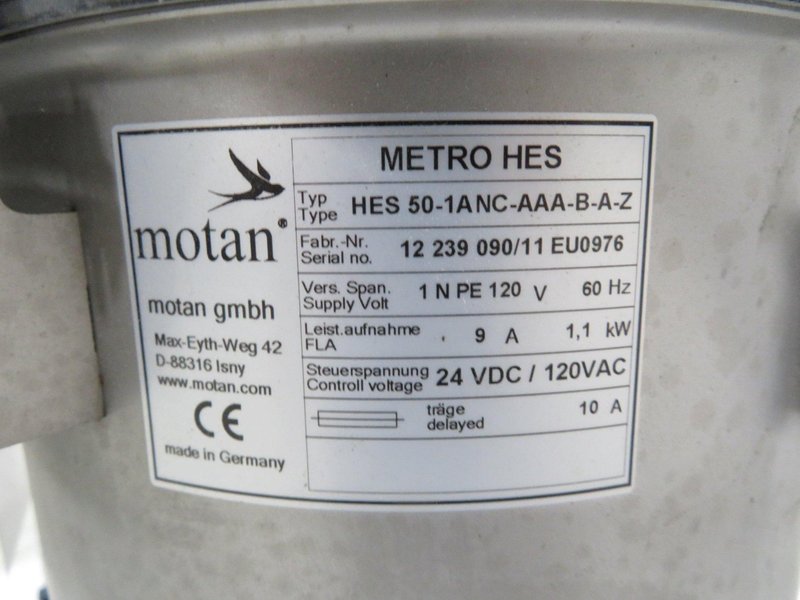 motan®
motan gmbh
Max-Eyth-Weg 42
D-88316 Isny
www.motan.com
CE
made in Germany
METRO HES
Typ
Type HES 50-1ANC-AAA-B-A-Z
Fabr.-Nr.
Serial no. 12 239 090/11 EU0976
Vers. Span.
Supply Volt 1 N PE 120 V 60 Hz
Leist.aufnahme
FLA 9 A 1,1 kW
Steuerspannung
Controll voltage 24 VDC / 120VAC
träge
delayed 10 A